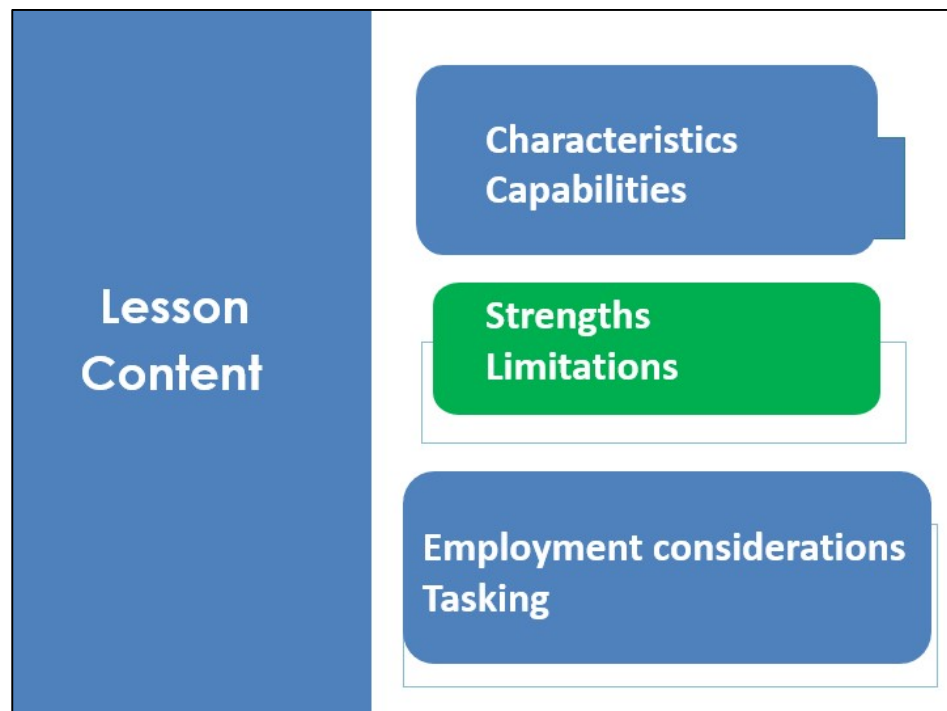 Lesson
Content
Characteristics
Capabilities
Strengths
Limitations
Employment considerations
Tasking